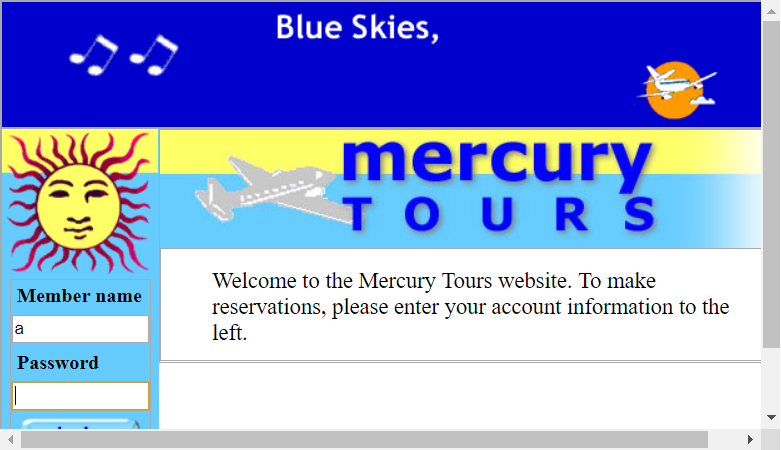 Blue Skies,
mercury
TOURS
Member name
a
Password
Welcome to the Mercury Tours website. To make
reservations, please enter your account information to the
left.